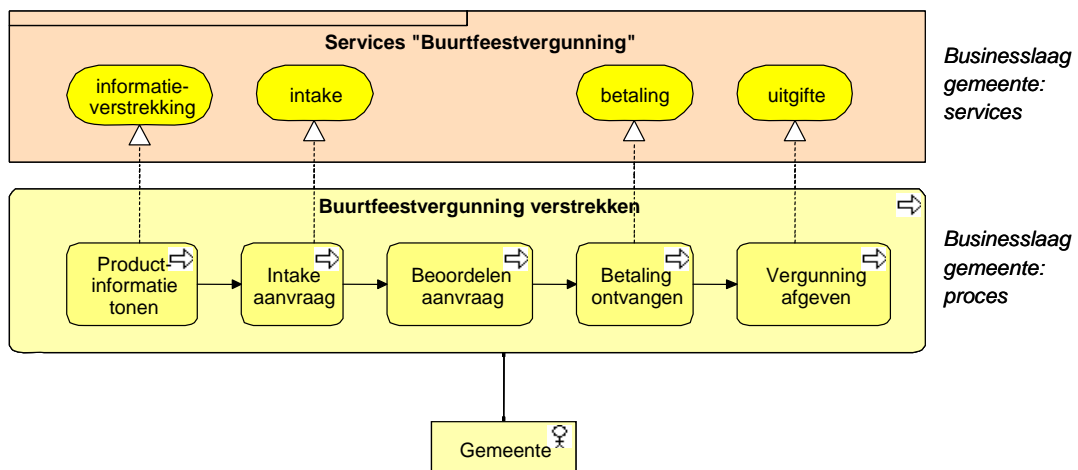 Services "Buurtfeestvergunning"
informatie-
verstrekking
intake
betaling
uitgifte
Businesslaag
gemeente:
services
Buurtfeestvergunning verstrekken
Product-
informatie
tonen
Intake
aanvraag
Beoordelen
aanvraag
Betaling
ontvangen
Vergunning
afgeven
Businesslaag
gemeente:
proces
Gemeente